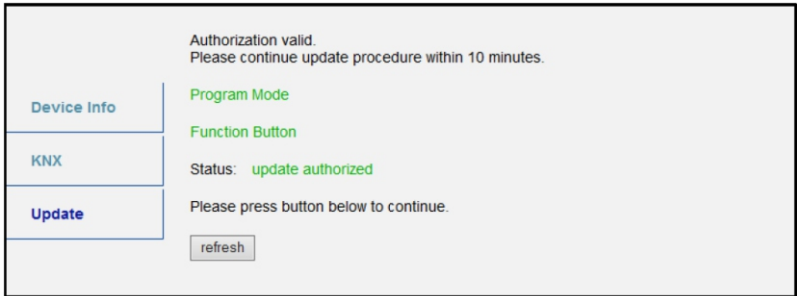 Authorization valid.
Please continue update procedure within 10 minutes.
Device Info
Program Mode
Function Button
KNX
Status: update authorized
Update
Please press button below to continue.
refresh